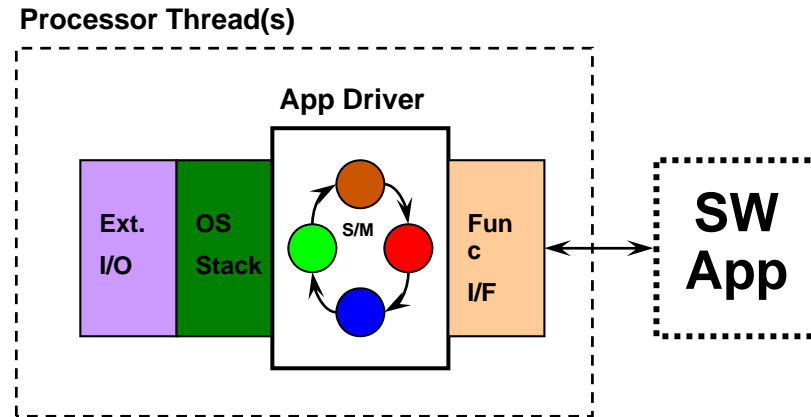 Processor Thread(s)
App Driver
Ext.
I/O
OS
Stack
S/M
Fun
c
I/F
SW
App